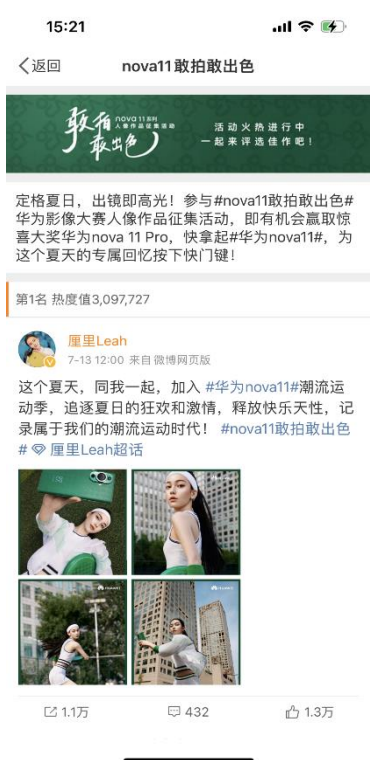 15:21
返回
nova11敢拍敢出色
敢拍 nova 11系列
人像作品征集活动
敢出色
活动火热进行中
一起来评选佳作吧！
定格夏日，出镜即高光！参与#nova11敢拍敢出色#
华为影像大赛人像作品征集活动，即有机会赢取惊
喜大奖华为nova 11 Pro，快拿起#华为nova11#，为
这个夏天的专属回忆按下快门键！
第1名 热度值3,097,727
厘里Leah
7-13 12:00 来自 微博网页版
这个夏天，同我一起，加入 #华为nova11#潮流运
动季，追逐夏日的狂欢和激情，释放快乐天性，记
录属于我们的潮流运动时代！ #nova11敢拍敢出色
# 厘里Leah超话
1.1万
432
1.3万